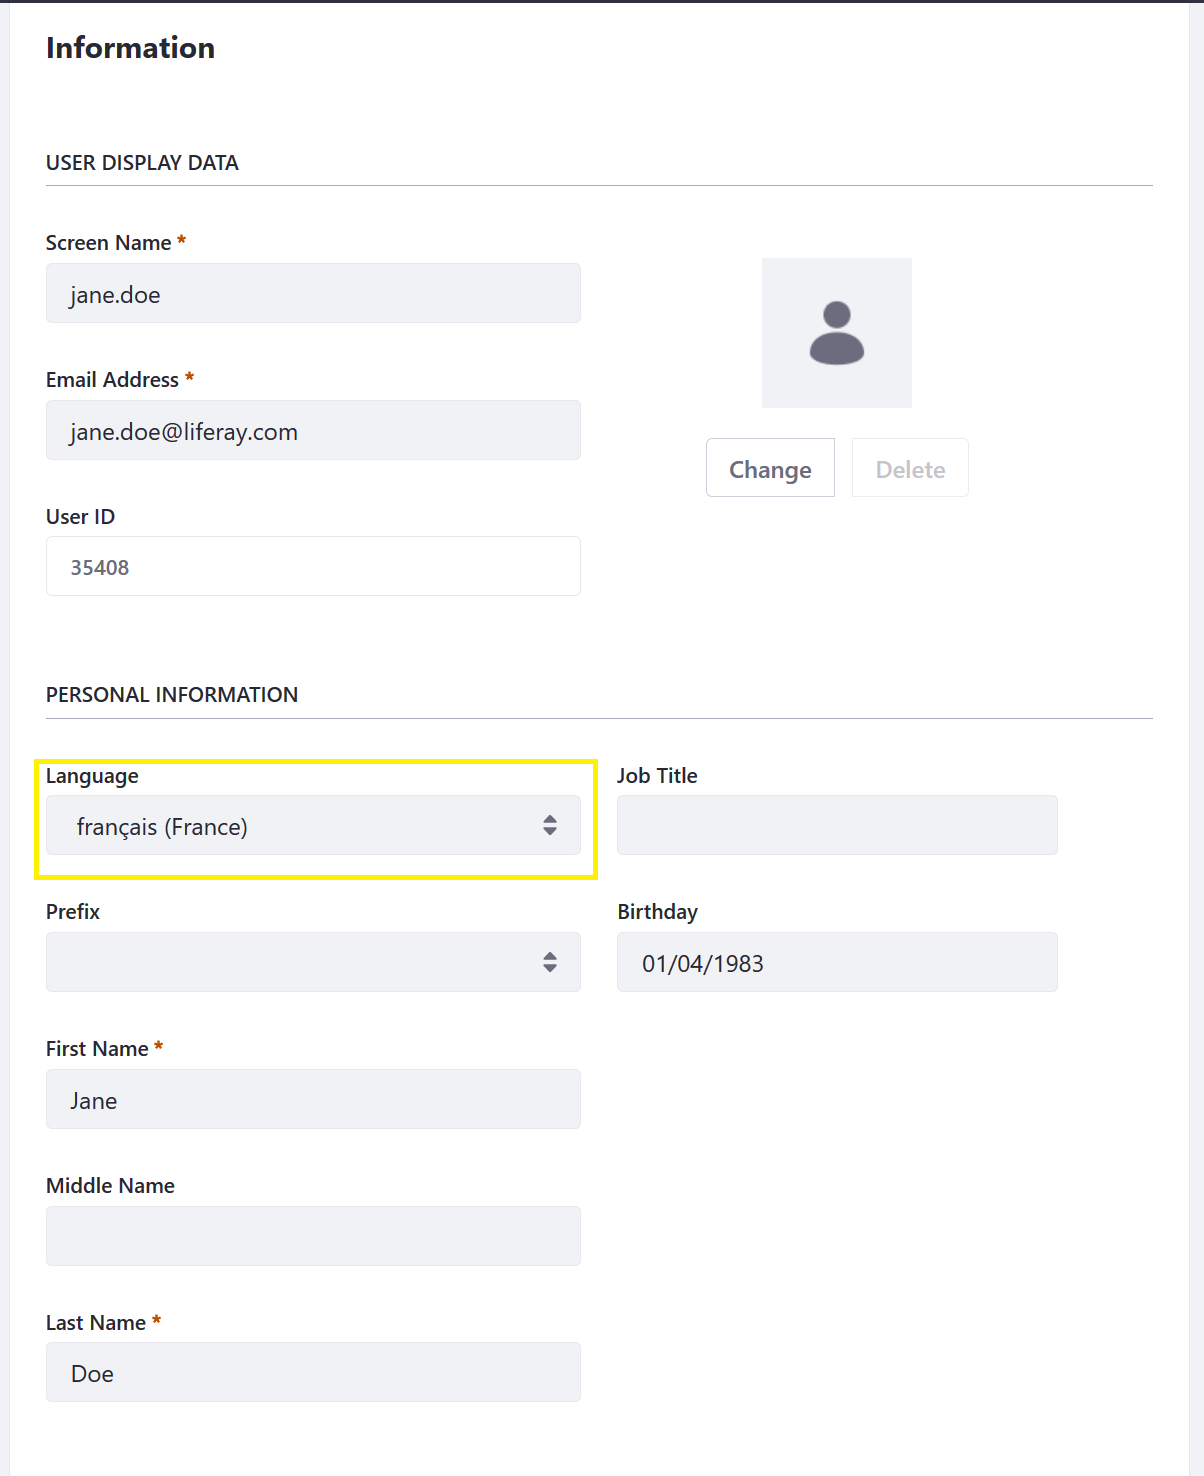 Information
USER DISPLAY DATA
Screen Name *
jane.doe
Email Address *
jane.doe@liferay.com
Change
Delete
User ID
35408
PERSONAL INFORMATION
Language
français (France)
Job Title
Prefix
Birthday
01/04/1983
First Name *
Jane
Middle Name
Last Name *
Doe